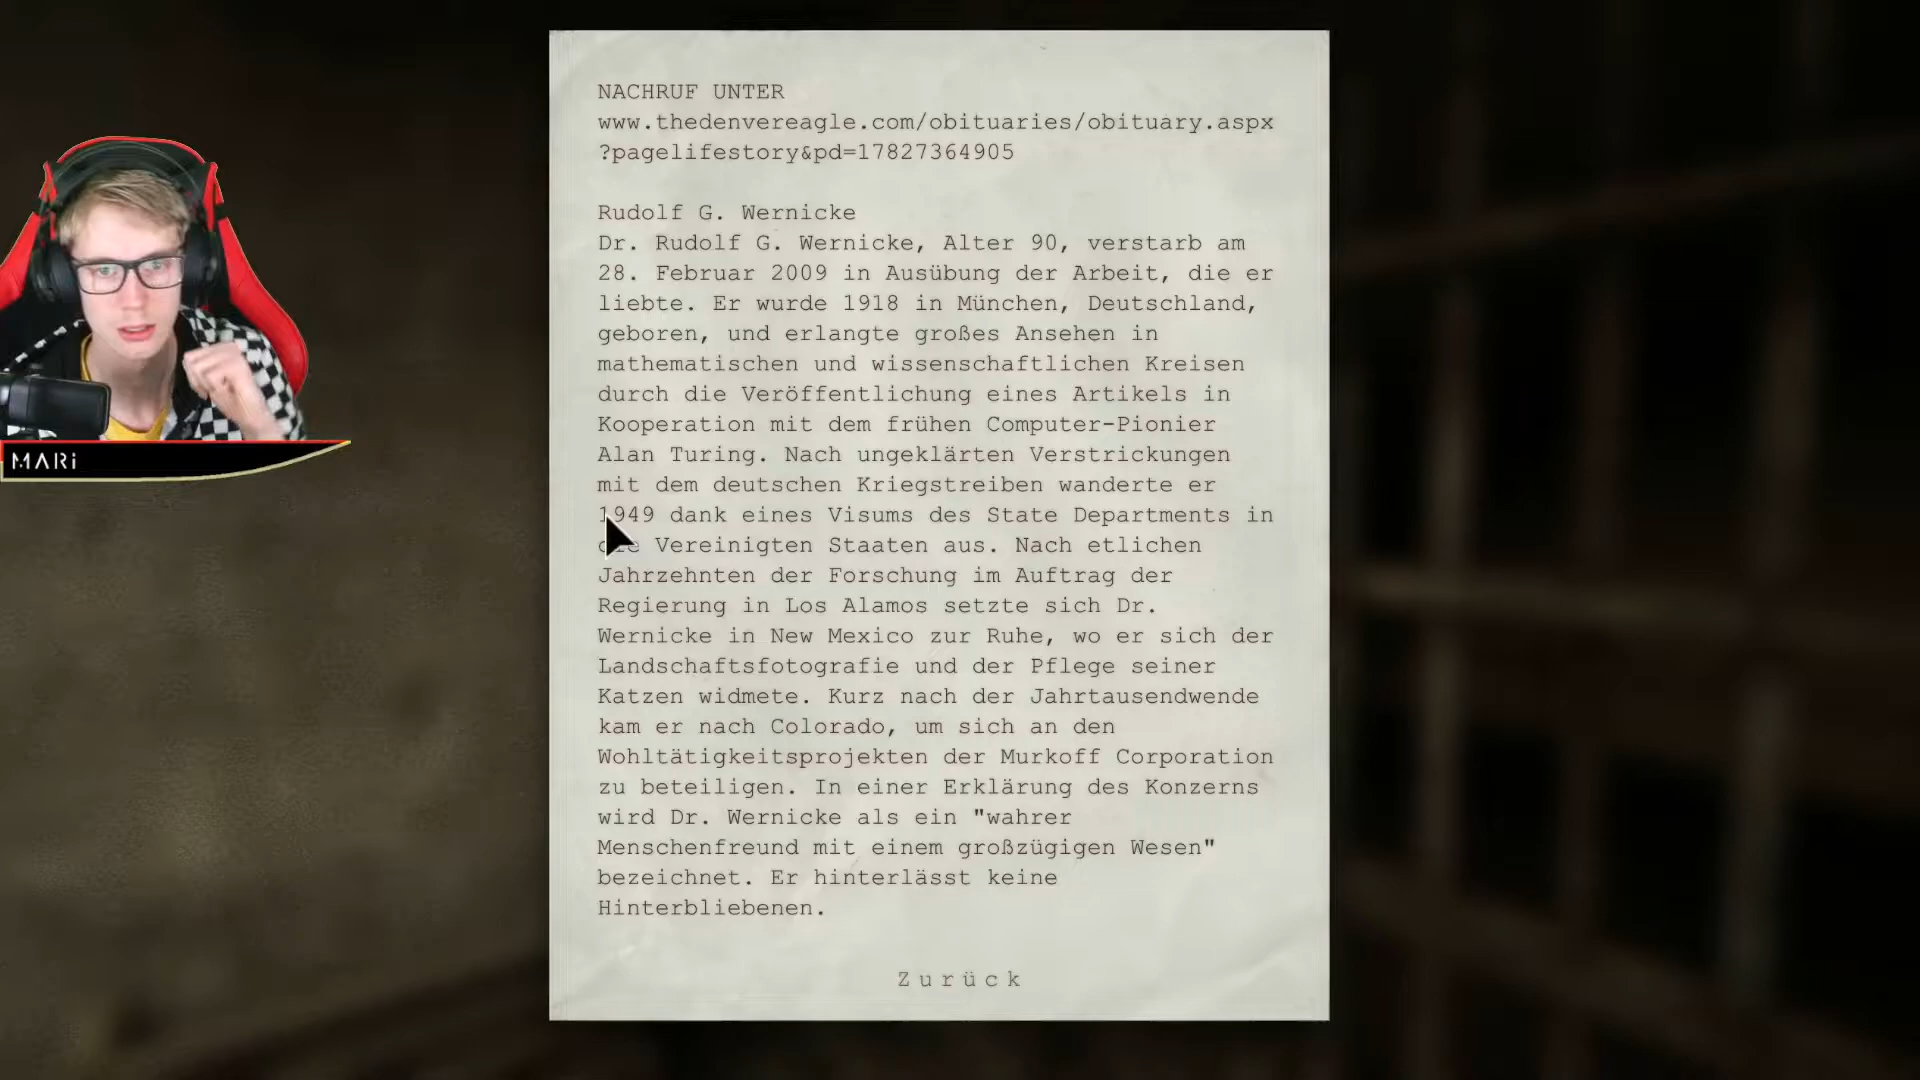 NACHRUF UNTER
www.thedenvereagle.com/obituaries/obituary.aspx
?pagelifestory&pd=17827364905
Rudolf G. Wernicke
Dr. Rudolf G. Wernicke, Alter 90, verstarb am
28. Februar 2009 in Ausübung der Arbeit, die er
liebte. Er wurde 1918 in München, Deutschland,
geboren, und erlangte großes Ansehen in
mathematischen und wissenschaftlichen Kreisen
durch die Veröffentlichung eines Artikels in
Kooperation mit dem frühen Computer-Pionier
Alan Turing. Nach ungeklärten Verstrickungen
mit dem deutschen Kriegstreiben wanderte er
1949 dank eines Visums des State Departments in
die Vereinigten Staaten aus. Nach etlichen
Jahrzehnten der Forschung im Auftrag der
Regierung in Los Alamos setzte sich Dr.
Wernicke in New Mexico zur Ruhe, wo er sich der
Landschaftsfotografie und der Pflege seiner
Katzen widmete. Kurz nach der Jahrtausendwende
kam er nach Colorado, um sich an den
Wohltätigkeitsprojekten der Murkoff Corporation
zu beteiligen. In einer Erklärung des Konzerns
wird Dr. Wernicke als ein "wahrer
Menschenfreund mit einem großzügigen Wesen"
bezeichnet. Er hinterlässt keine
Hinterbliebenen.
Zurück
MARi